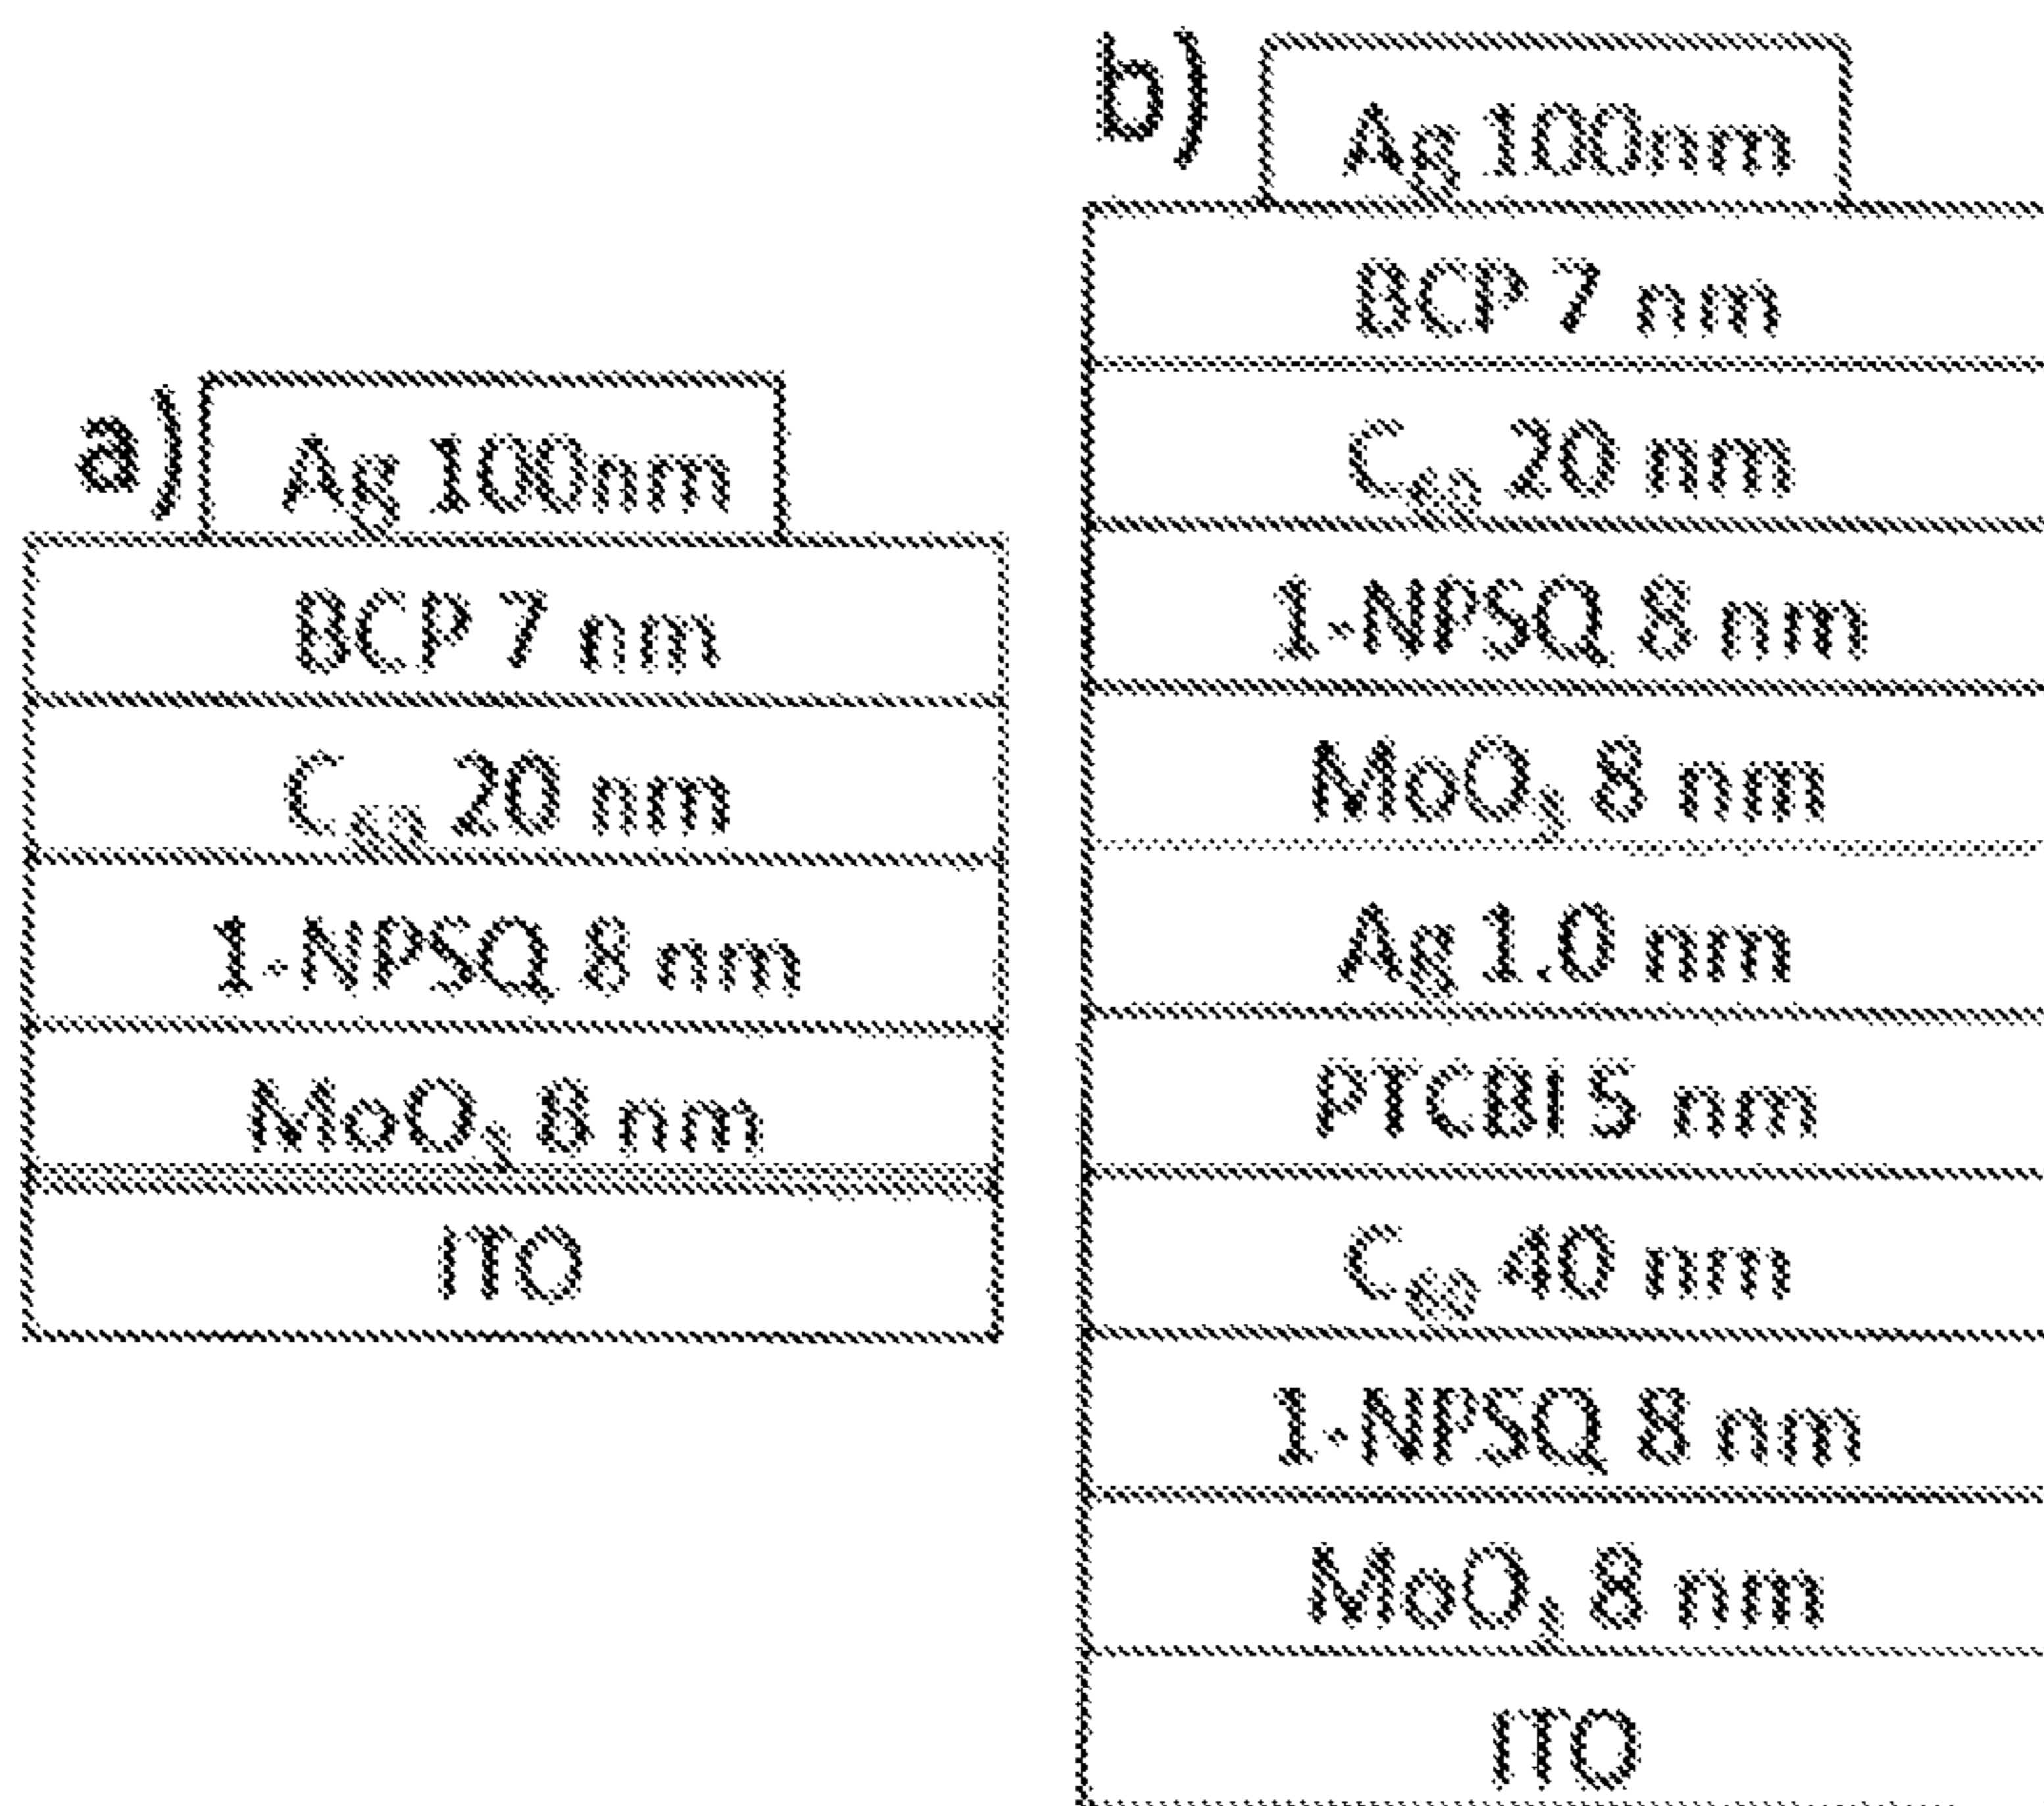 a)
Ag 100nm
BCP 7 nm
C₆₀ 20 nm
1-NPSQ 8 nm
MoO₃ 8 nm
ITO
b)
Ag 100nm
BCP 7 nm
C₆₀ 20 nm
1-NPSQ 8 nm
MoO₃ 8 nm
Ag 1.0 nm
PTCBI 5 nm
C₆₀ 40 nm
1-NPSQ 8 nm
MoO₃ 8 nm
ITO